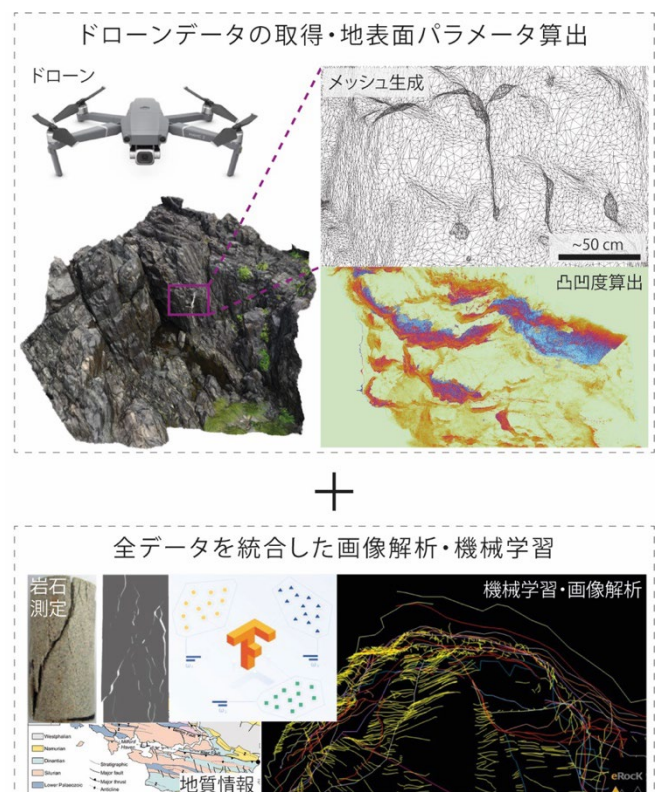 ドローンデータの取得・地表面パラメータ算出
ドローン
メッシュ生成
~50 cm
凸凹度算出
+
全データを統合した画像解析・機械学習
岩石
測定
機械学習・画像解析
Westphalian
Namurian
Dinantian
Silurian
Lower Palaeozoic
Stratigraphic
Major fault
Major thrust
Anticline
地質情報
eRocK